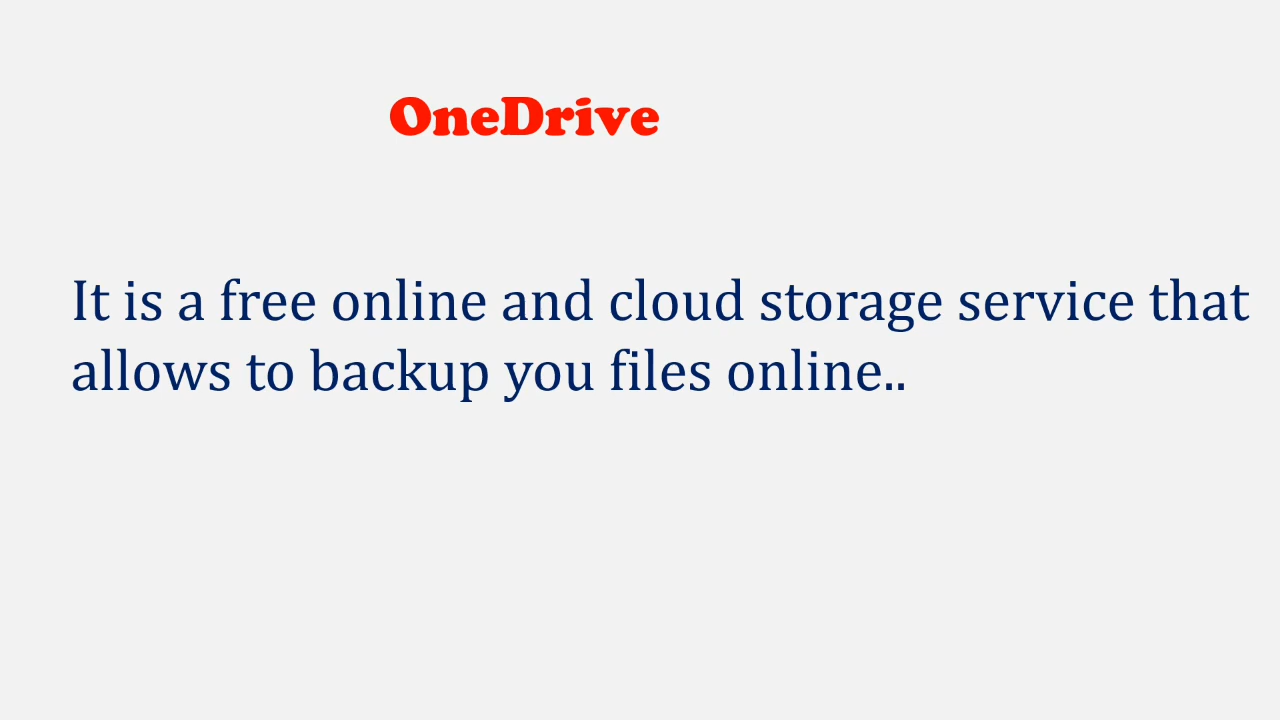 OneDrive
It is a free online and cloud storage service that
allows to backup you files online..